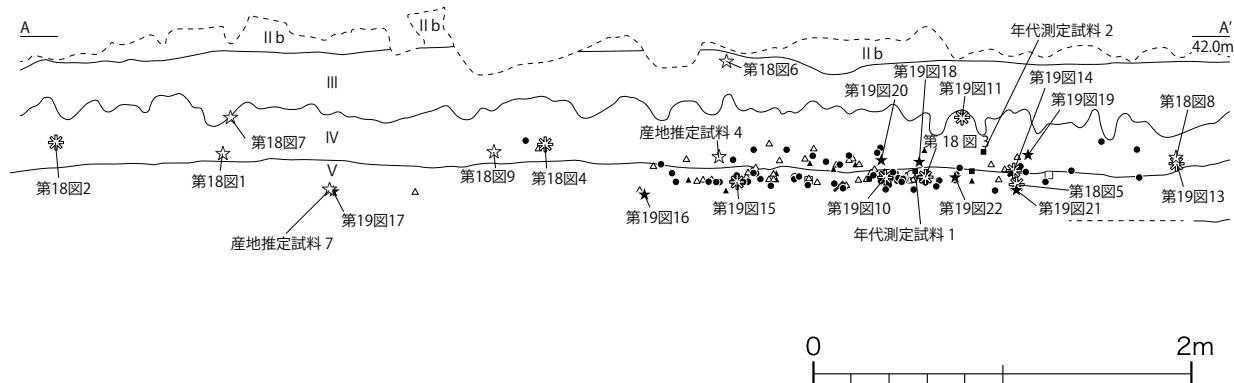 A
Ⅱb
Ⅱb
Ⅱb
年代測定試料 2
A’
42.0m
第18図6
第19図18
第19図14
Ⅲ
第19図20
第19図11
第19図19
第18図8
第18図7
Ⅳ
産地推定試料 4
第18図3
第18図2
第18図1
Ⅴ
第18図9
第18図4
第19図17
第19図16
第19図15
第19図10
第19図22
第18図5
第19図21
第19図13
産地推定試料 7
年代測定試料 1
0
2m